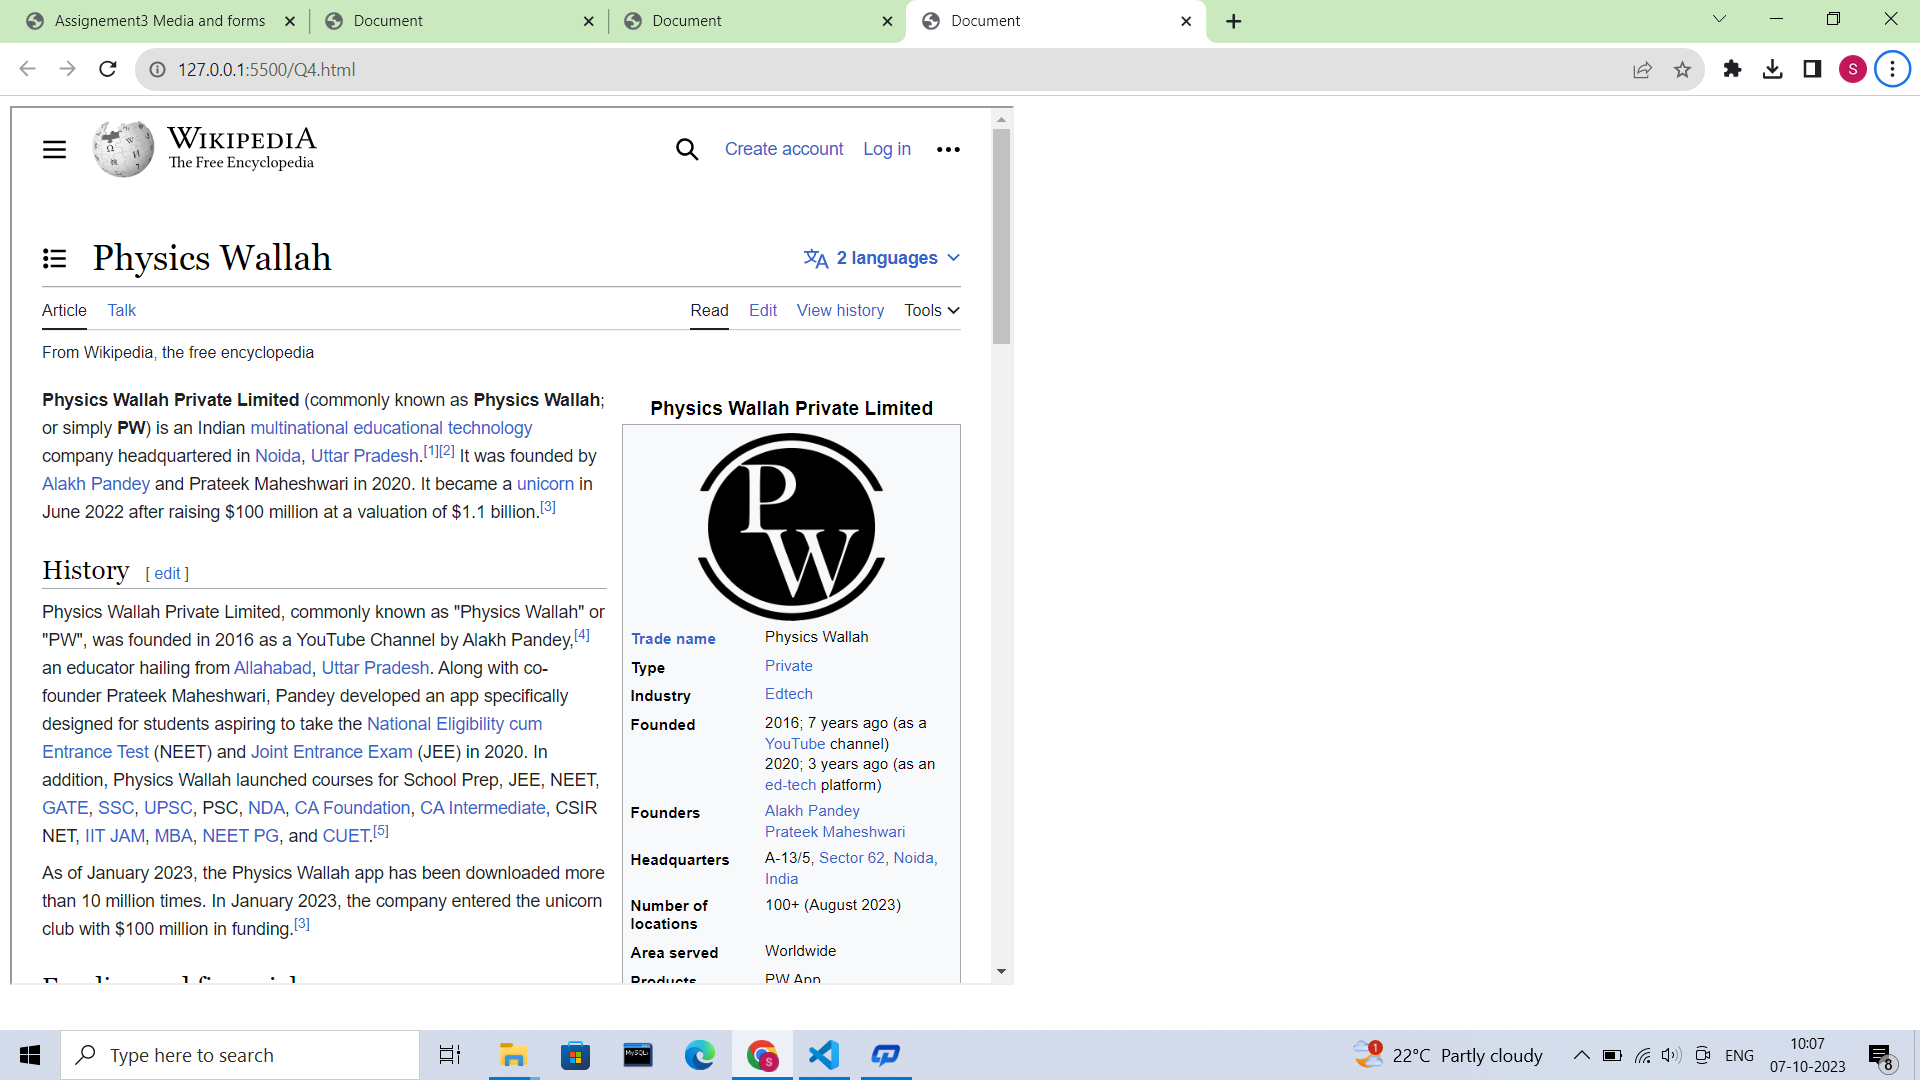 Assignement3 Media and forms
Document
Document
Document
127.0.0.1:5500/Q4.html
S
WIKIPEDIA
The Free Encyclopedia
Create account
Log in
Physics Wallah
2 languages
Article
Talk
Read
Edit
View history
Tools
From Wikipedia, the free encyclopedia
Physics Wallah Private Limited (commonly known as Physics Wallah;
or simply PW) is an Indian multinational educational technology
company headquartered in Noida, Uttar Pradesh.[1][2] It was founded by
Alakh Pandey and Prateek Maheshwari in 2020. It became a unicorn in
June 2022 after raising $100 million at a valuation of $1.1 billion.[3]
History [ edit ]
Physics Wallah Private Limited, commonly known as "Physics Wallah" or
"PW", was founded in 2016 as a YouTube Channel by Alakh Pandey,[4]
an educator hailing from Allahabad, Uttar Pradesh. Along with co-
founder Prateek Maheshwari, Pandey developed an app specifically
designed for students aspiring to take the National Eligibility cum
Entrance Test (NEET) and Joint Entrance Exam (JEE) in 2020. In
addition, Physics Wallah launched courses for School Prep, JEE, NEET,
GATE, SSC, UPSC, PSC, NDA, CA Foundation, CA Intermediate, CSIR
NET, IIT JAM, MBA, NEET PG, and CUET.[5]
As of January 2023, the Physics Wallah app has been downloaded more
than 10 million times. In January 2023, the company entered the unicorn
club with $100 million in funding.[3]
Physics Wallah Private Limited
P
W
Trade name Physics Wallah
Type Private
Industry Edtech
Founded 2016; 7 years ago (as a
YouTube channel)
2020; 3 years ago (as an
ed-tech platform)
Founders Alakh Pandey
Prateek Maheshwari
Headquarters A-13/5, Sector 62, Noida,
India
Number of 100+ (August 2023)
locations
Area served Worldwide
Products PW App
Type here to search
MySQL
S
1
22°C Partly cloudy
ENG
10:07
07-10-2023
8